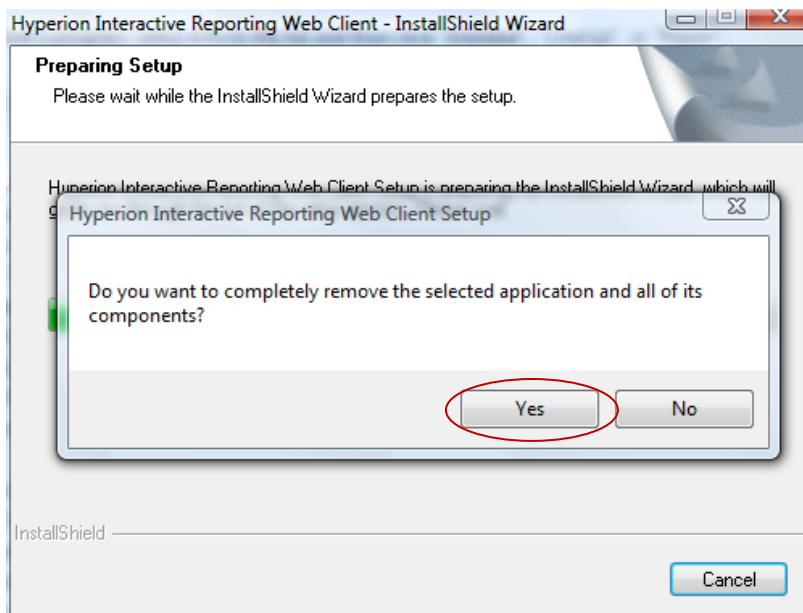 Hyperion Interactive Reporting Web Client - InstallShield Wizard
Preparing Setup
Please wait while the InstallShield Wizard prepares the setup.
Hyperion Interactive Reporting Web Client Setup is preparing the InstallShield Wizard, which will
Hyperion Interactive Reporting Web Client Setup
Do you want to completely remove the selected application and all of its
components?
Yes No
InstallShield
Cancel